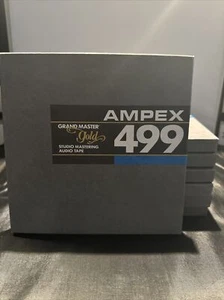 AMPEX
GRAND MASTER
Gold
STUDIO MASTERING
AUDIO TAPE
499